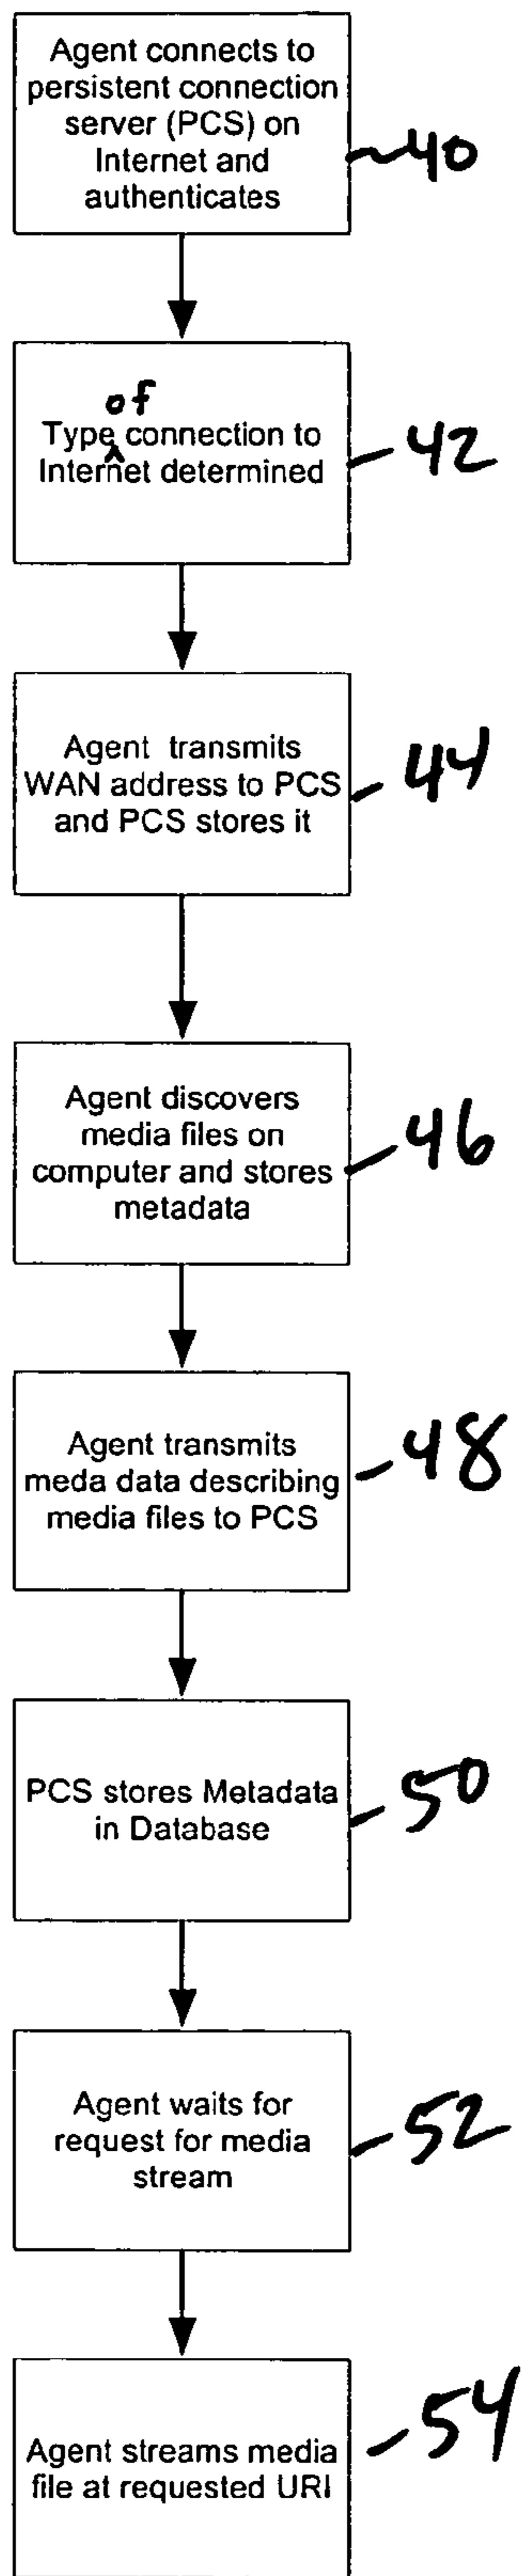 Agent connects to
persistent connection
server (PCS) on
Internet and
authenticates
40
of
Type connection to
Internet determined
42
Agent transmits
WAN address to PCS
and PCS stores it
44
Agent discovers
media files on
computer and stores
metadata
46
Agent transmits
meda data describing
media files to PCS
48
PCS stores Metadata
in Database
50
Agent waits for
request for media
stream
52
Agent streams media
file at requested URI
54